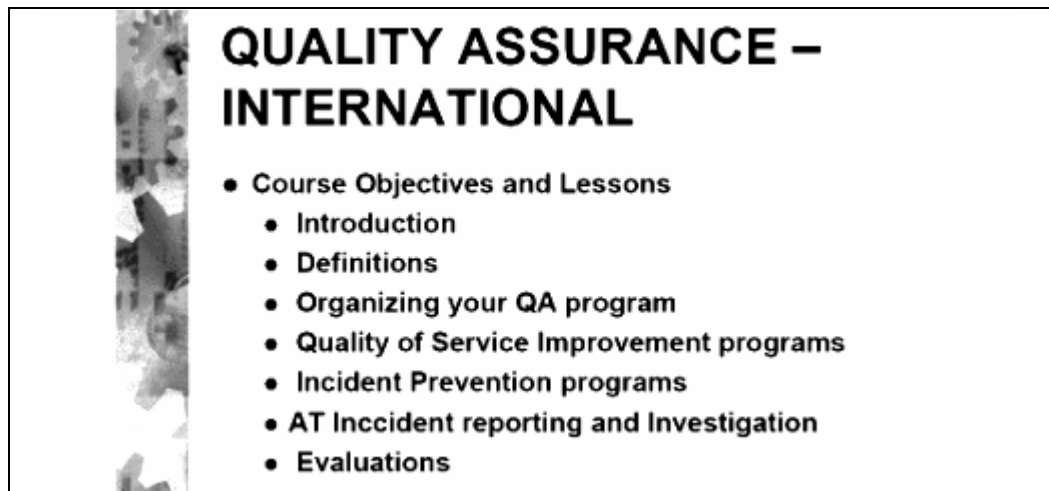 QUALITY ASSURANCE –
INTERNATIONAL
• Course Objectives and Lessons
• Introduction
• Definitions
• Organizing your QA program
• Quality of Service Improvement programs
• Incident Prevention programs
• AT Inccident reporting and Investigation
• Evaluations